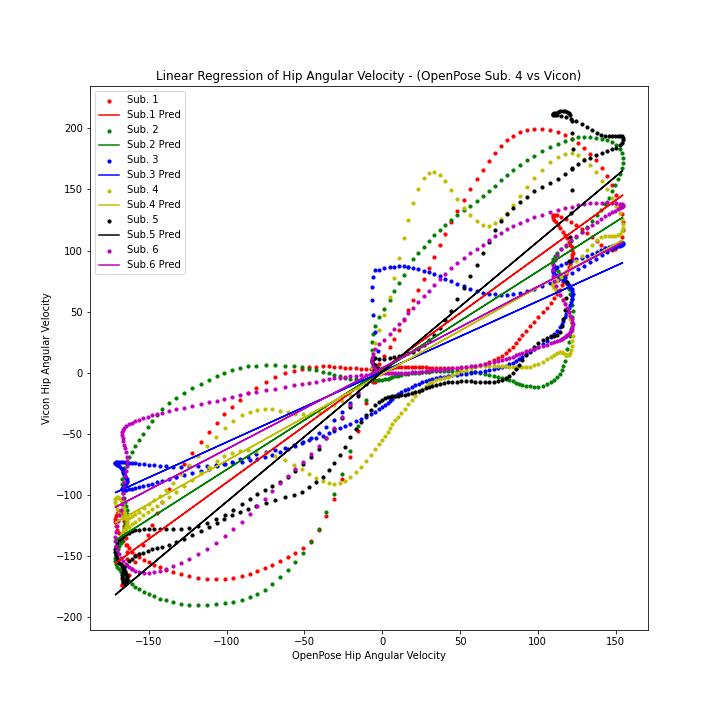 Linear Regression of Hip Angular Velocity - (OpenPose Sub. 4 vs Vicon)
Sub. 1
Sub.1 Pred
Sub. 2
Sub.2 Pred
Sub. 3
Sub.3 Pred
Sub. 4
Sub.4 Pred
Sub. 5
Sub.5 Pred
Sub. 6
Sub.6 Pred
Vicon Hip Angular Velocity
200
150
100
50
0
−50
−100
−150
−200
−150
−100
−50
0
50
100
150
OpenPose Hip Angular Velocity